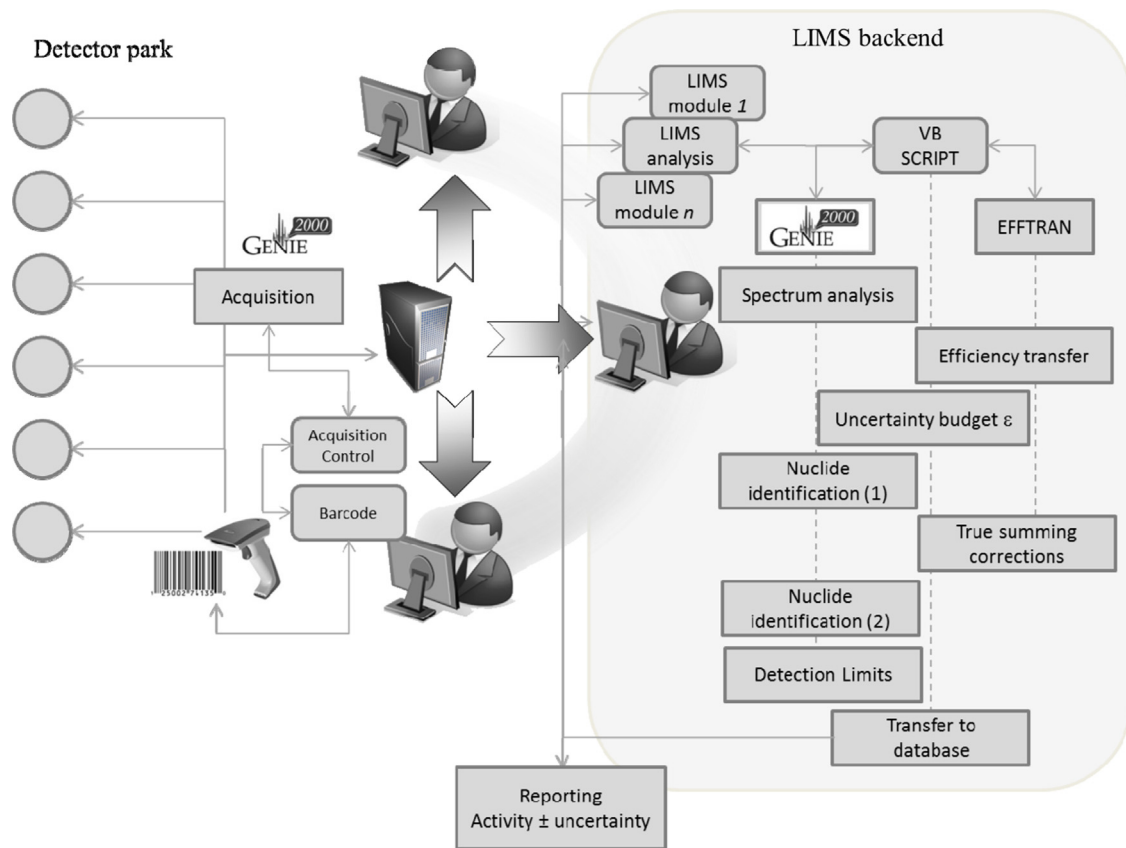 Detector park
LIMS backend
LIMS
module 1
LIMS
analysis
LIMS
module n
VB
SCRIPT
GENIE 2000
EFFTRAN
GENIE 2000
Acquisition
Spectrum analysis
Efficiency transfer
Uncertainty budget ε
Acquisition
Control
Nuclide
identification (1)
Barcode
True summing
corrections
Nuclide
identification (2)
Detection Limits
Transfer to
database
Reporting
Activity ± uncertainty